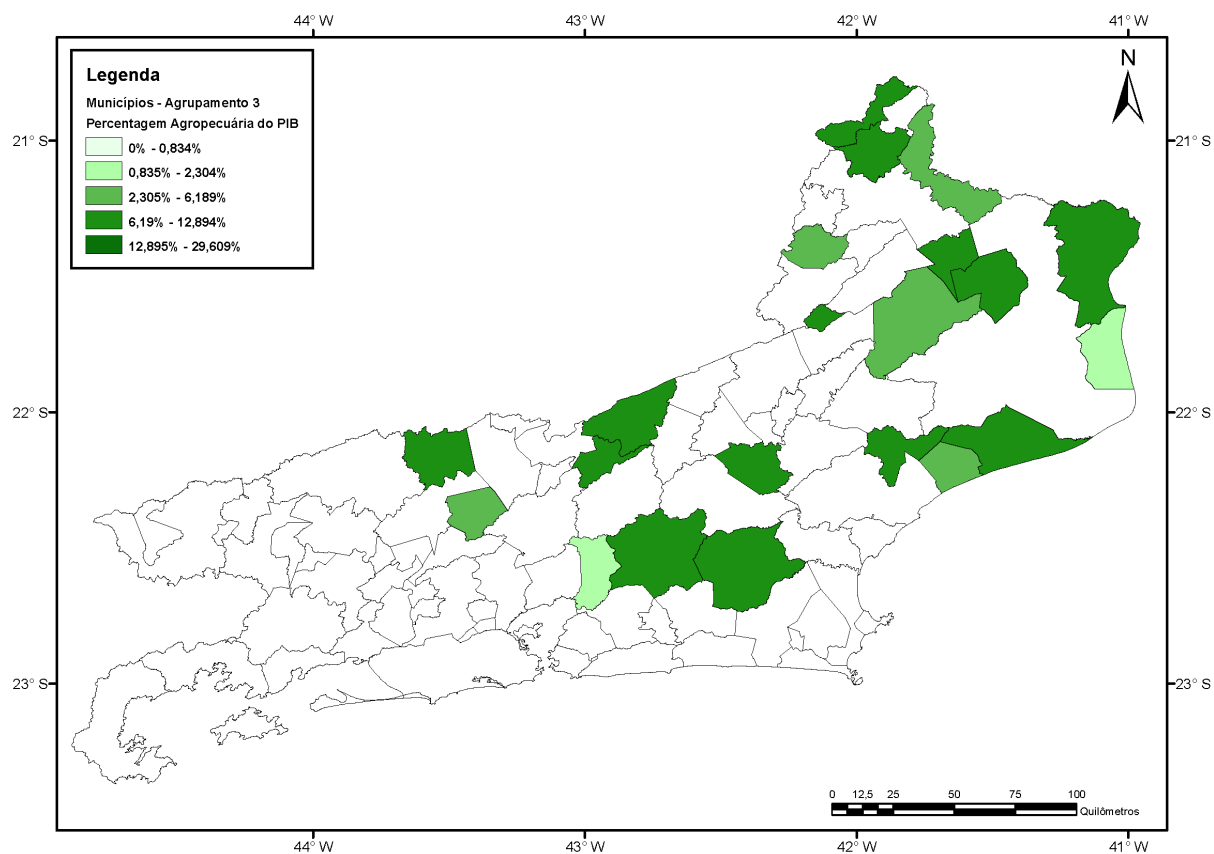 44° W 43° W 42° W 41° W
Legenda
Municípios - Agrupamento 3
Percentagem Agropecuária do PIB
0% - 0,834%
0,835% - 2,304%
2,305% - 6,189%
6,19% - 12,894%
12,895% - 29,609%
N
21° S 21° S
22° S 22° S
23° S 23° S
0 12,5 25 50 75 100
Quilômetros
44° W 43° W 42° W 41° W